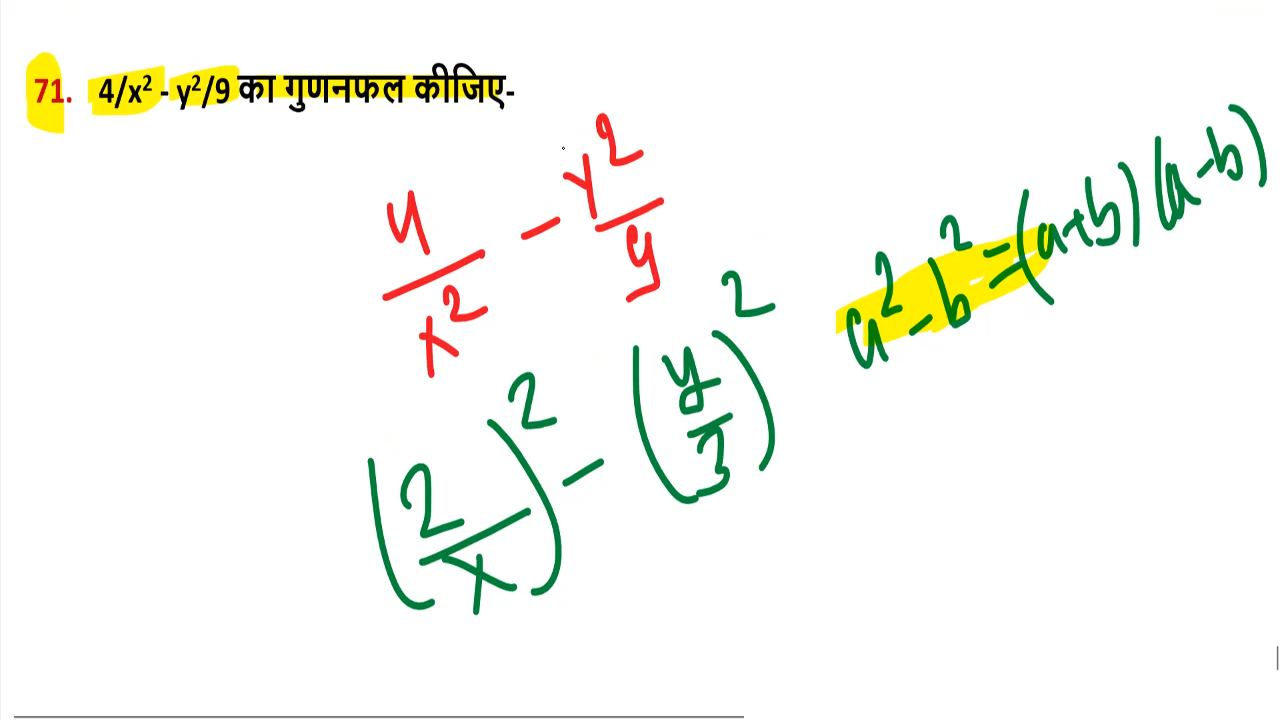 71. 4/x² - y²/9 का गुणनफल कीजिए-
4/x² - y²/9
a² - b² = (a+b) (a-b)
(2/x)² - (y/3)²